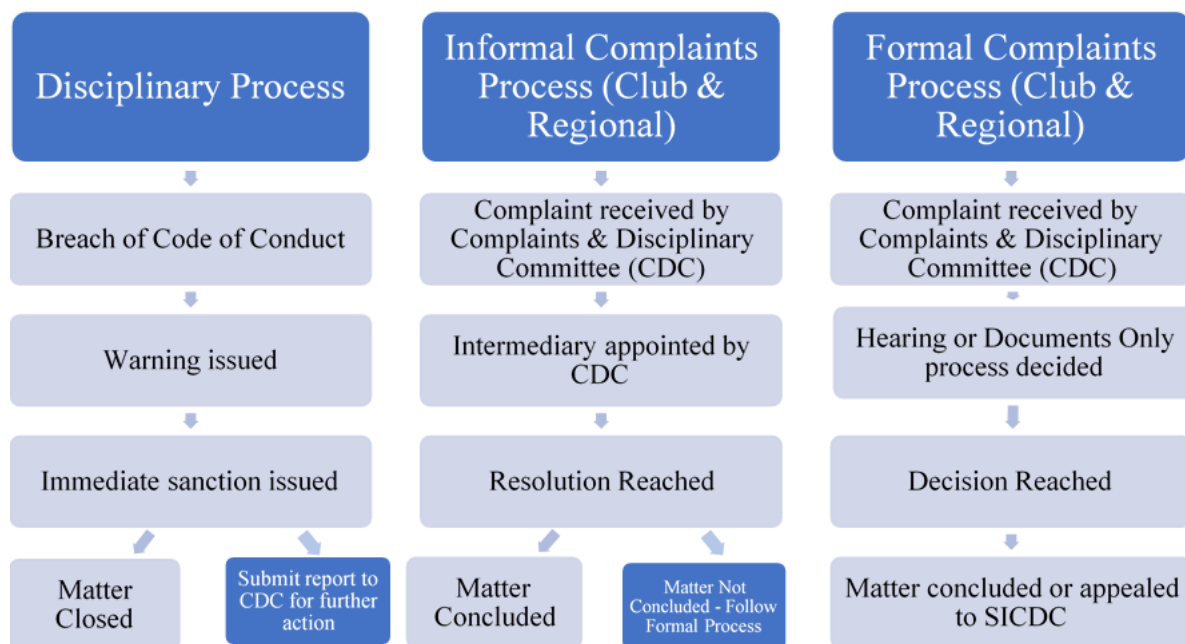 Disciplinary Process
Breach of Code of Conduct
Warning issued
Immediate sanction issued
Matter
Closed
Submit report to
CDC for further
action
Informal Complaints
Process (Club &
Regional)
Complaint received by
Complaints & Disciplinary
Committee (CDC)
Intermediary appointed by
CDC
Resolution Reached
Matter
Concluded
Matter Not
Concluded - Follow
Formal Process
Formal Complaints
Process (Club &
Regional)
Complaint received by
Complaints & Disciplinary
Committee (CDC)
Hearing or Documents Only
process decided
Decision Reached
Matter concluded or appealed
to SICDC